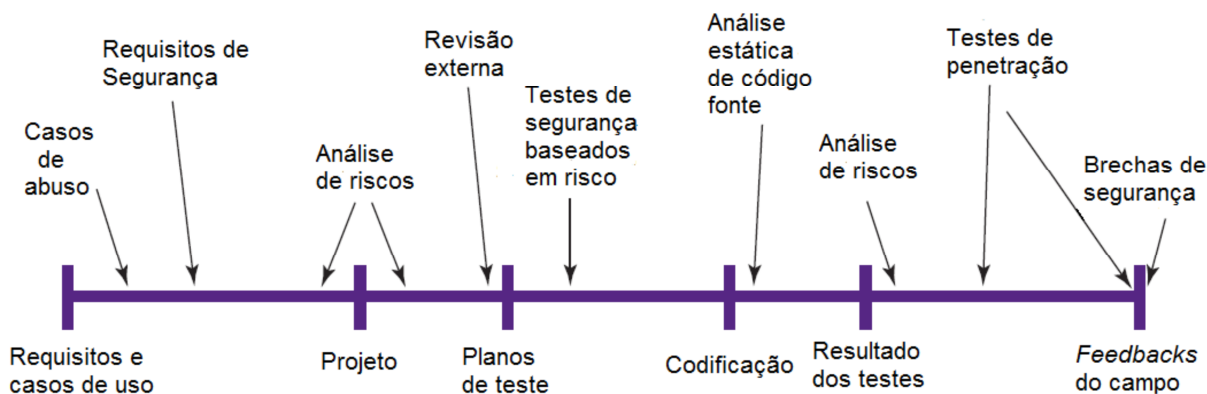 Casos
de
abuso
Requisitos de
Segurança
Análise
de riscos
Revisão
externa
Testes de
segurança
baseados
em risco
Análise
estática
de código
fonte
Análise
de riscos
Testes de
penetração
Brechas de
segurança
Requisitos e
casos de uso
Projeto
Planos
de teste
Codificação
Resultado
dos testes
Feedbacks
do campo